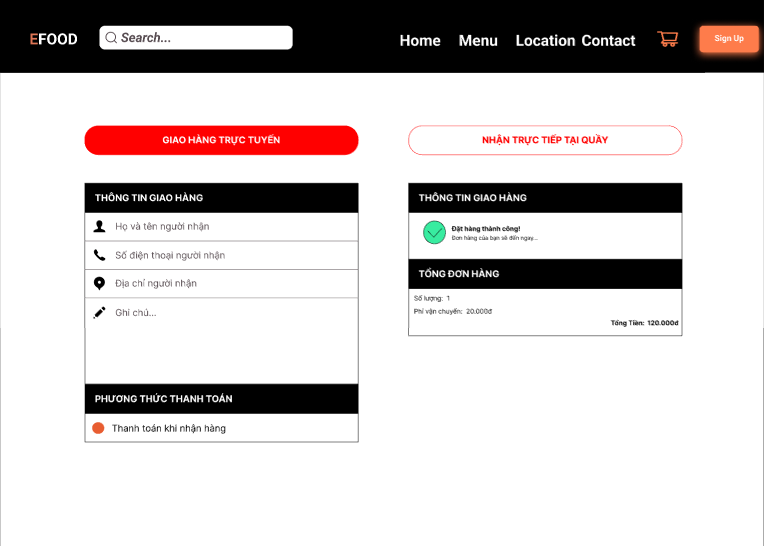 EFOOD
Search...
Home Menu Location Contact
Sign Up
GIAO HÀNG TRỰC TUYẾN
NHẬN TRỰC TIẾP TẠI QUẦY
THÔNG TIN GIAO HÀNG
Họ và tên người nhận
Số điện thoại người nhận
Địa chỉ người nhận
Ghi chú...
PHƯƠNG THỨC THANH TOÁN
Thanh toán khi nhận hàng
THÔNG TIN GIAO HÀNG
Đặt hàng thành công!
Đơn hàng của bạn sẽ đến ngay...
TỔNG ĐƠN HÀNG
Số lượng: 1
Phí vận chuyển: 20.000đ
Tổng Tiền: 120.000đ